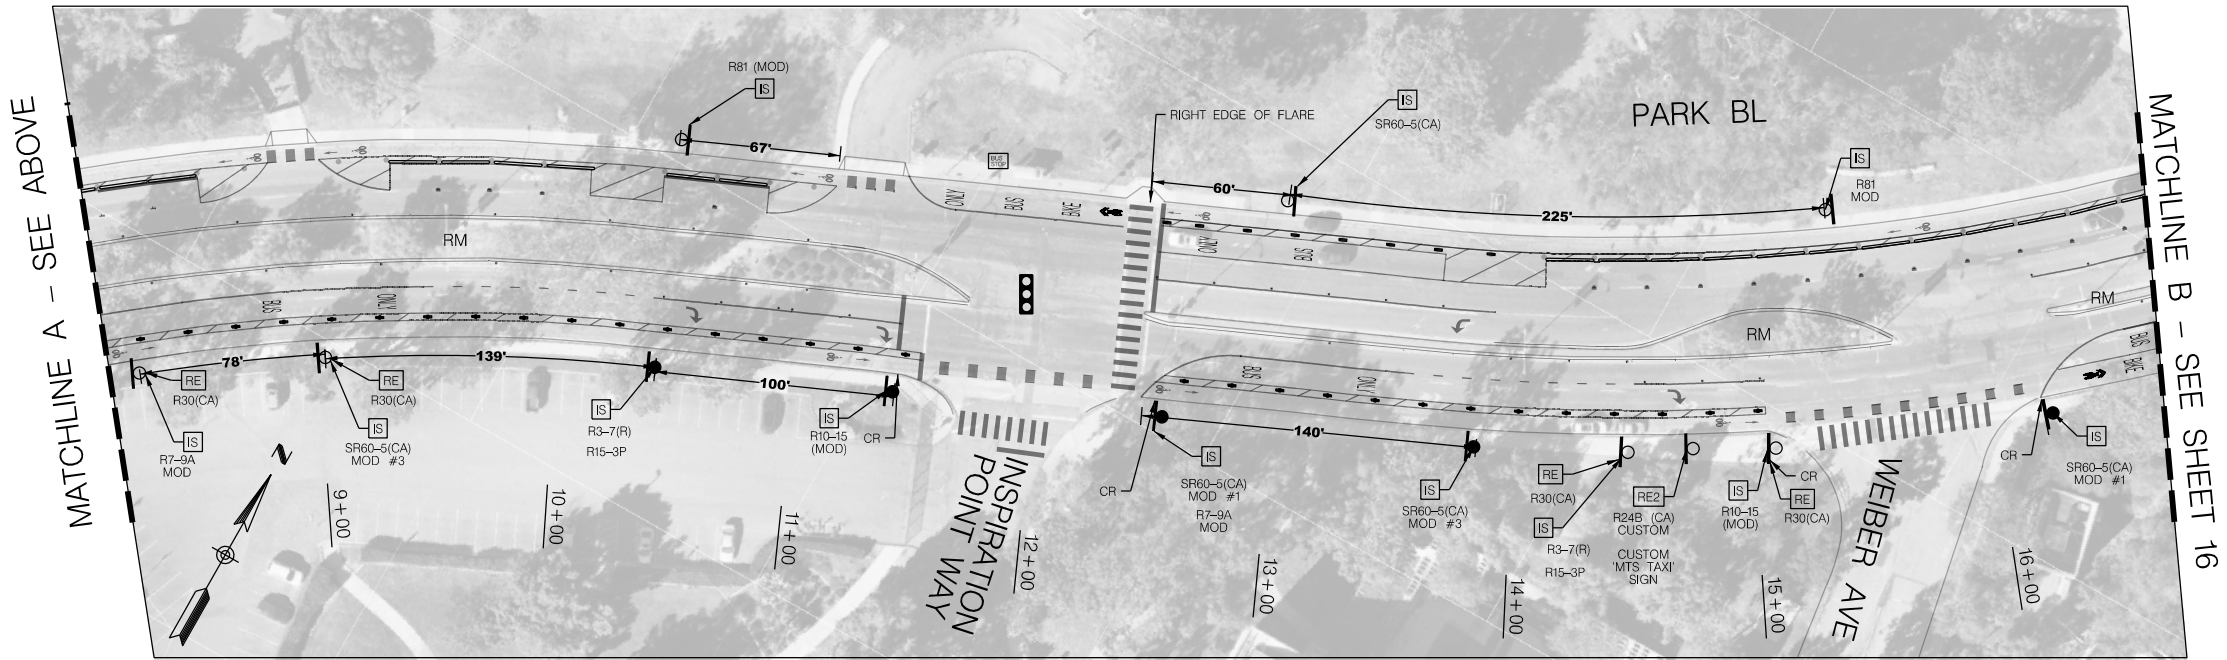 MATCHLINE A - SEE ABOVE
R81 (MOD)
IS
67'
BUS
STOP
RIGHT EDGE OF FLARE
IS
SR60-5(CA)
PARK BL
60'
225'
IS
R81
MOD
MATCHLINE B - SEE SHEET 16
RM
ONLY
BUS
BKE
ONLY
BUS
RM
RM
BUS
ONLY
BUS
ONLY
BUS
BKE
78'
139'
100'
140'
RE
R30(CA)
IS
R7-9A
MOD
RE
R30(CA)
IS
SR60-5(CA)
MOD #3
IS
R3-7(R)
R15-3P
IS
R10-15
(MOD)
CR
CR
IS
SR60-5(CA)
MOD #1
R7-9A
MOD
IS
SR60-5(CA)
MOD #3
RE
R30(CA)
IS
R3-7(R)
R15-3P
RE2
R24B (CA)
CUSTOM
CUSTOM
'MTS TAXI'
SIGN
IS
R10-15
(MOD)
CR
RE
R30(CA)
CR
IS
SR60-5(CA)
MOD #1
INSPIRATION
POINT WAY
WEIBER AVE
N
9+00
10+00
11+00
12+00
13+00
14+00
15+00
16+00